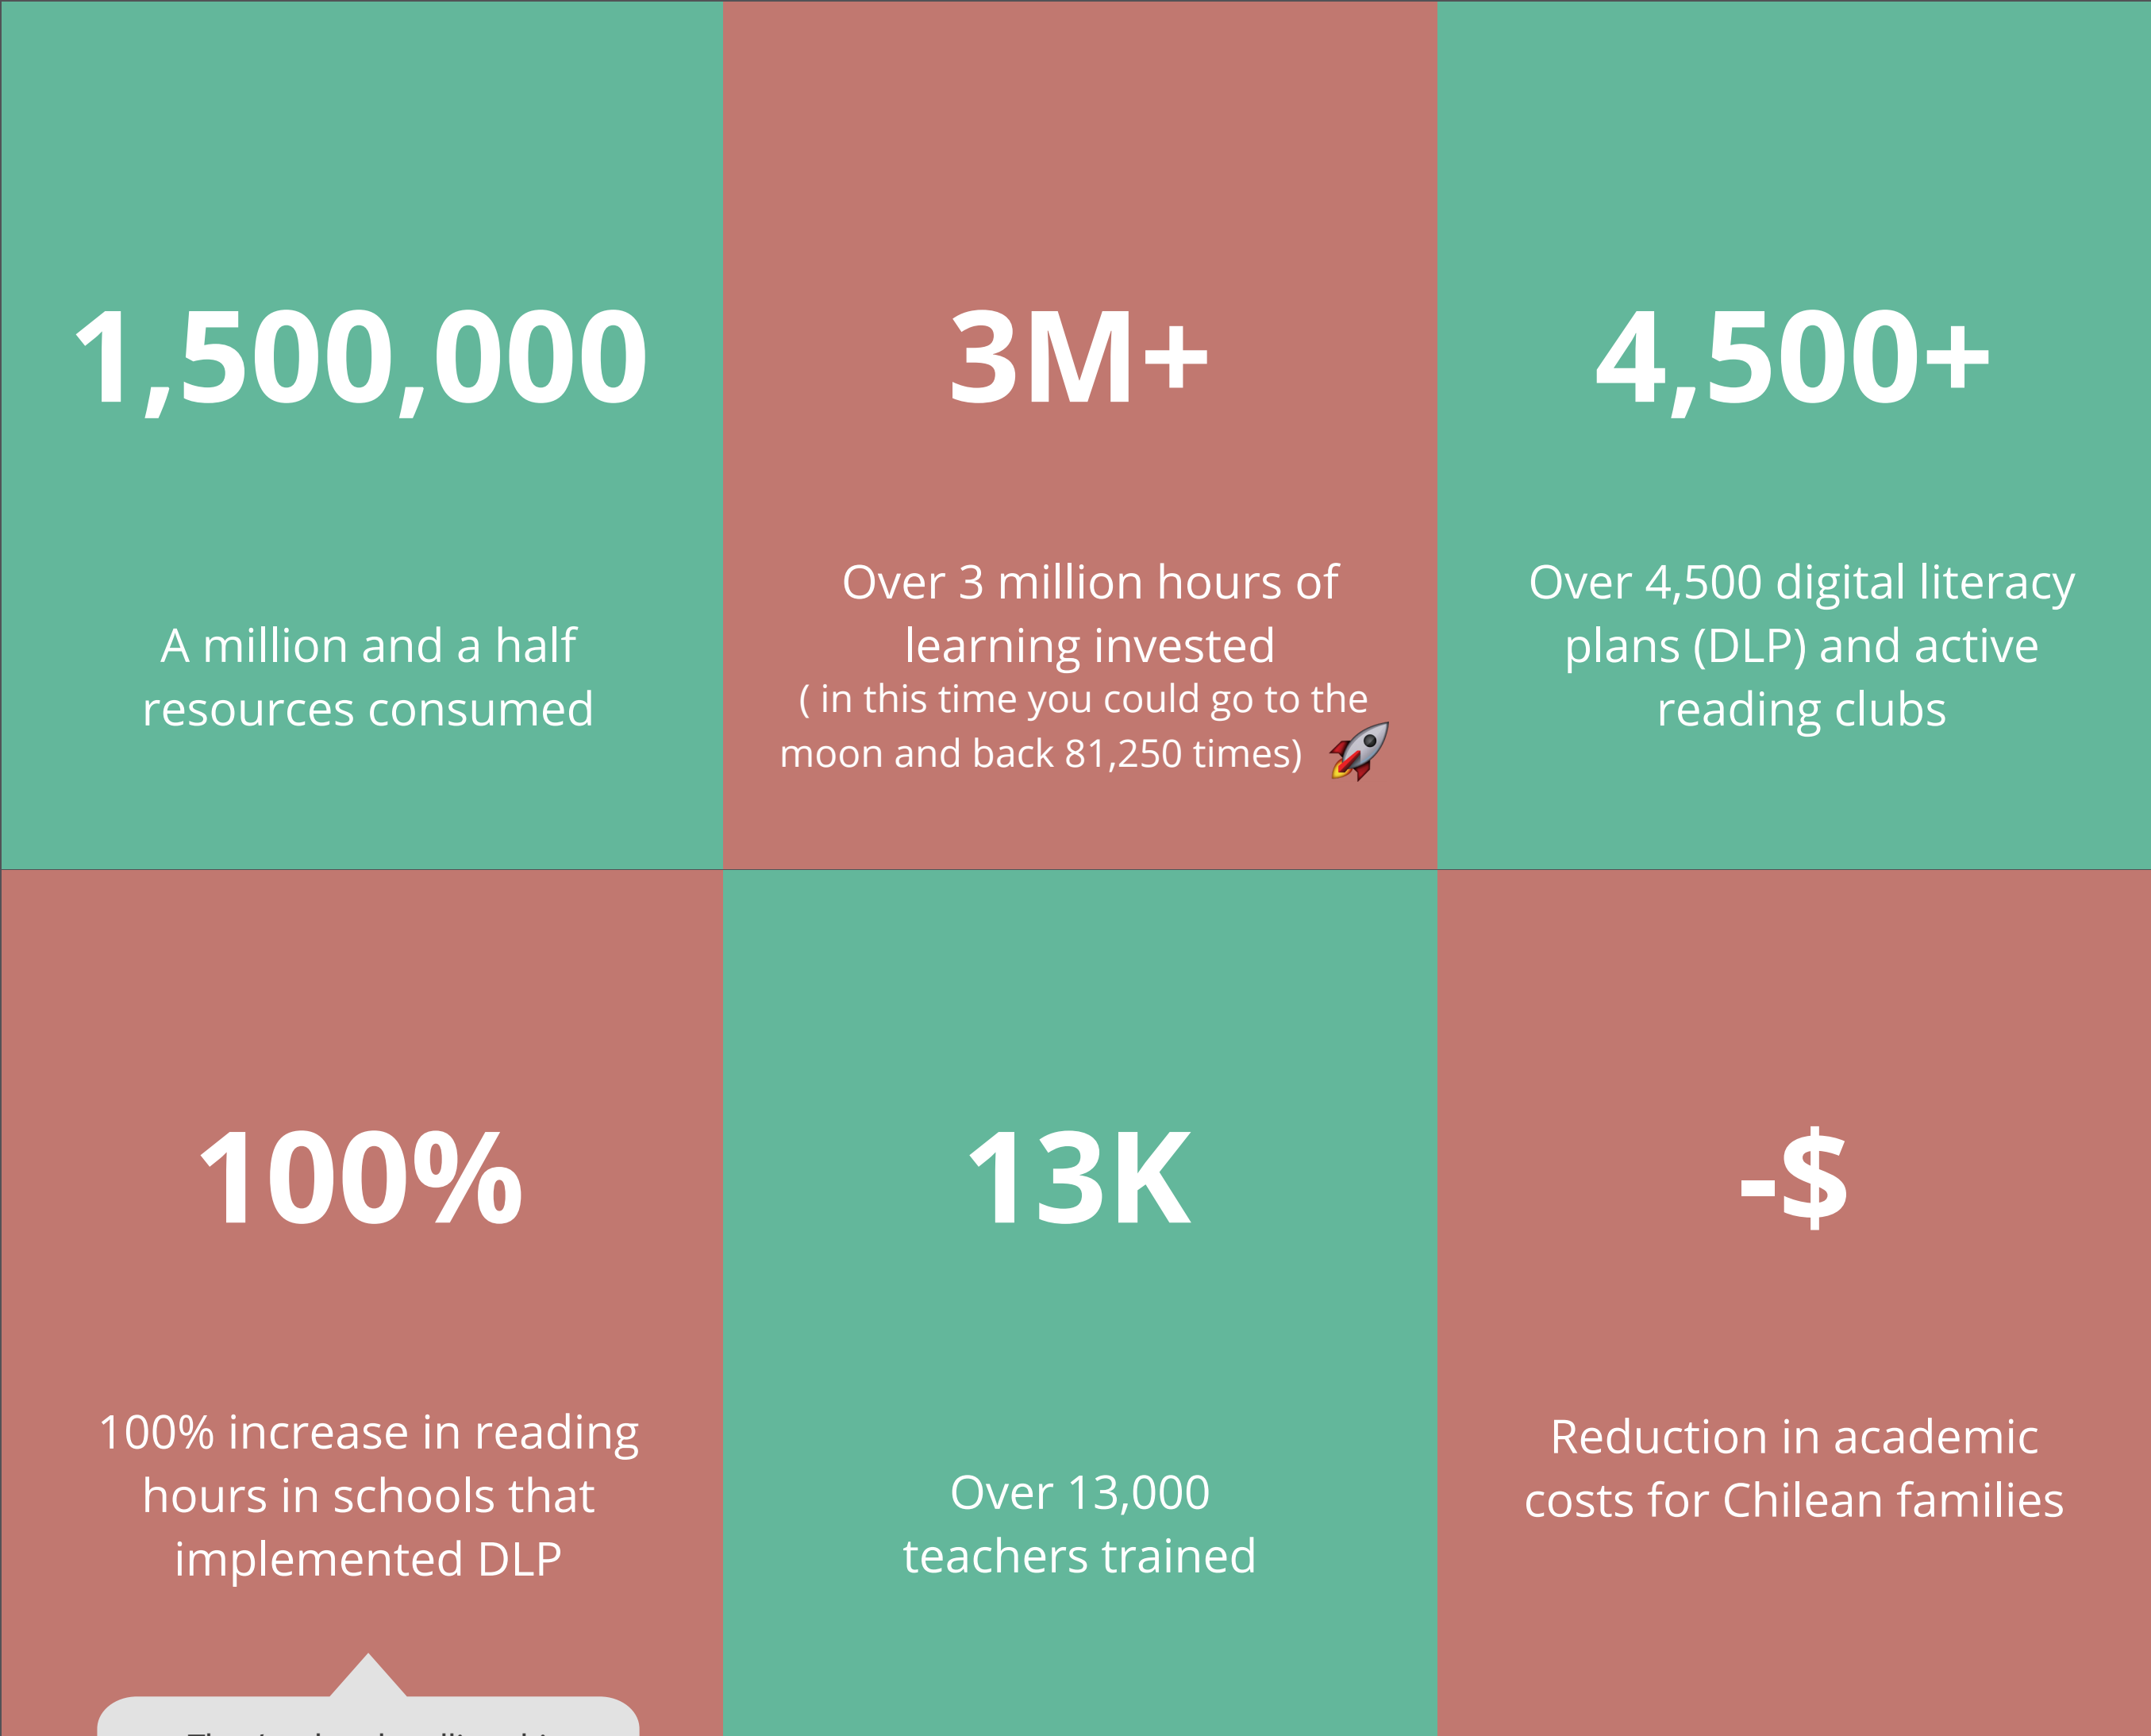 1,500,000
A million and a half
resources consumed
3M+
Over 3 million hours of
learning invested
( in this time you could go to the
moon and back 81,250 times)
4,500+
Over 4,500 digital literacy
plans (DLP) and active
reading clubs
100%
100% increase in reading
hours in schools that
implemented DLP
13K
Over 13,000
teachers trained
-$
Reduction in academic
costs for Chilean families